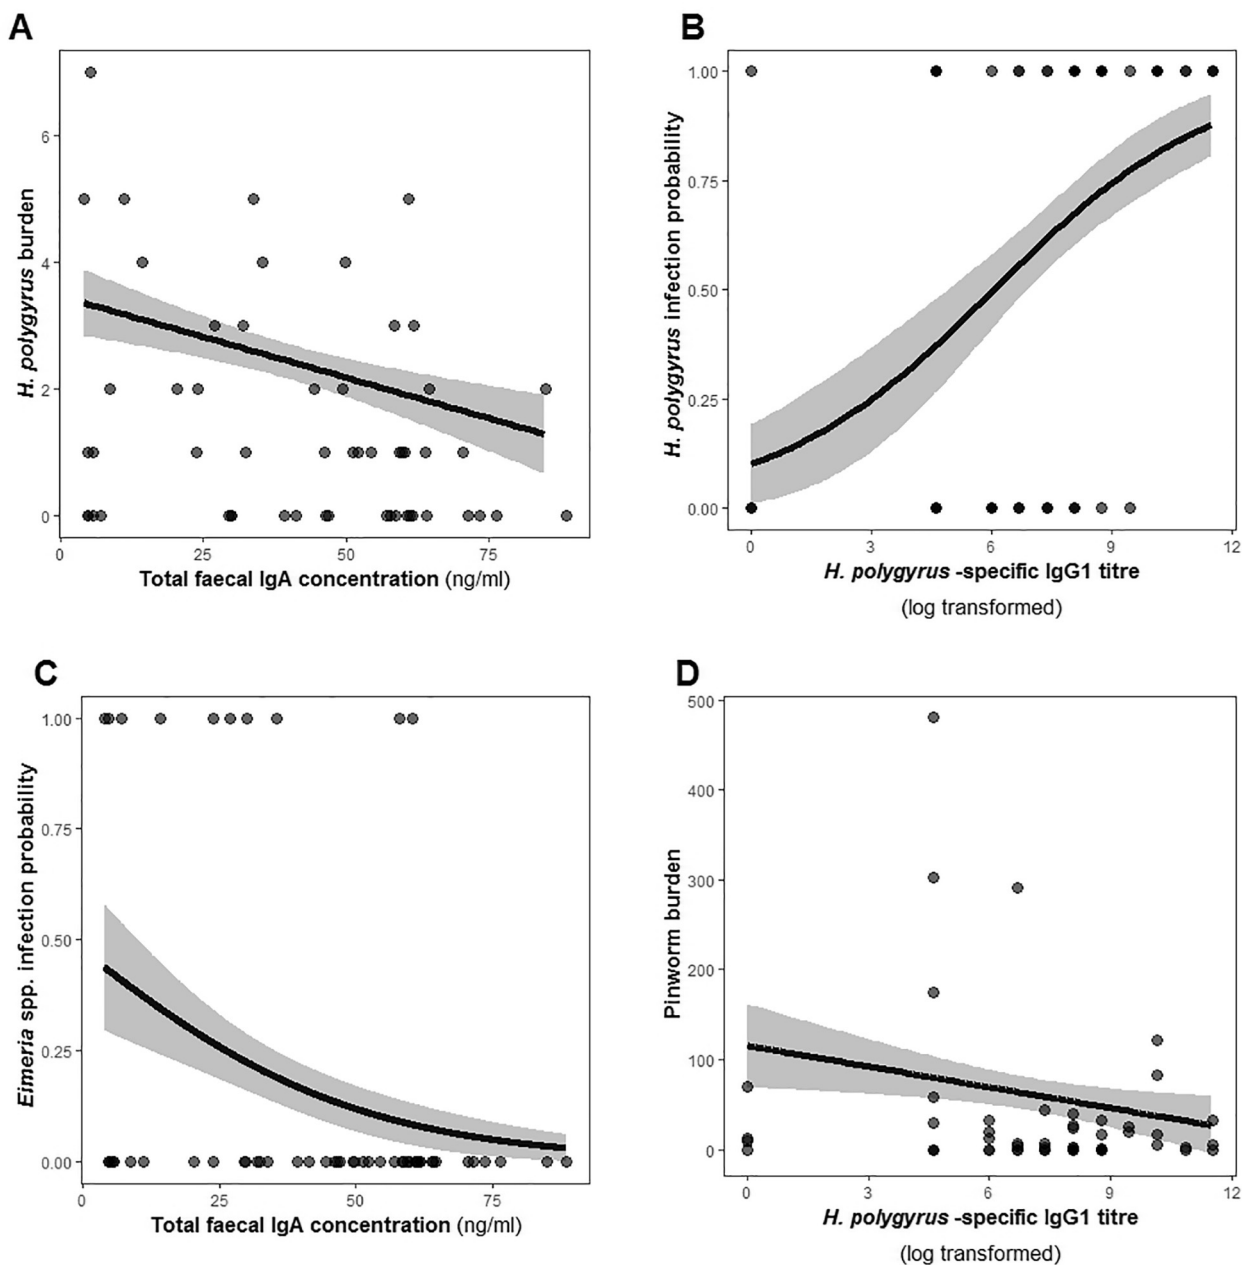 A
H. polygyrus burden
6
4
2
0
0
25
50
75
Total faecal IgA concentration (ng/ml)
B
H. polygyrus infection probability
1.00
0.75
0.50
0.25
0.00
0
3
6
9
12
H. polygyrus -specific IgG1 titre
(log transformed)
C
Eimeria spp. infection probability
1.00
0.75
0.50
0.25
0.00
0
25
50
75
Total faecal IgA concentration (ng/ml)
D
Pinworm burden
500
400
300
200
100
0
0
3
6
9
12
H. polygyrus -specific IgG1 titre
(log transformed)